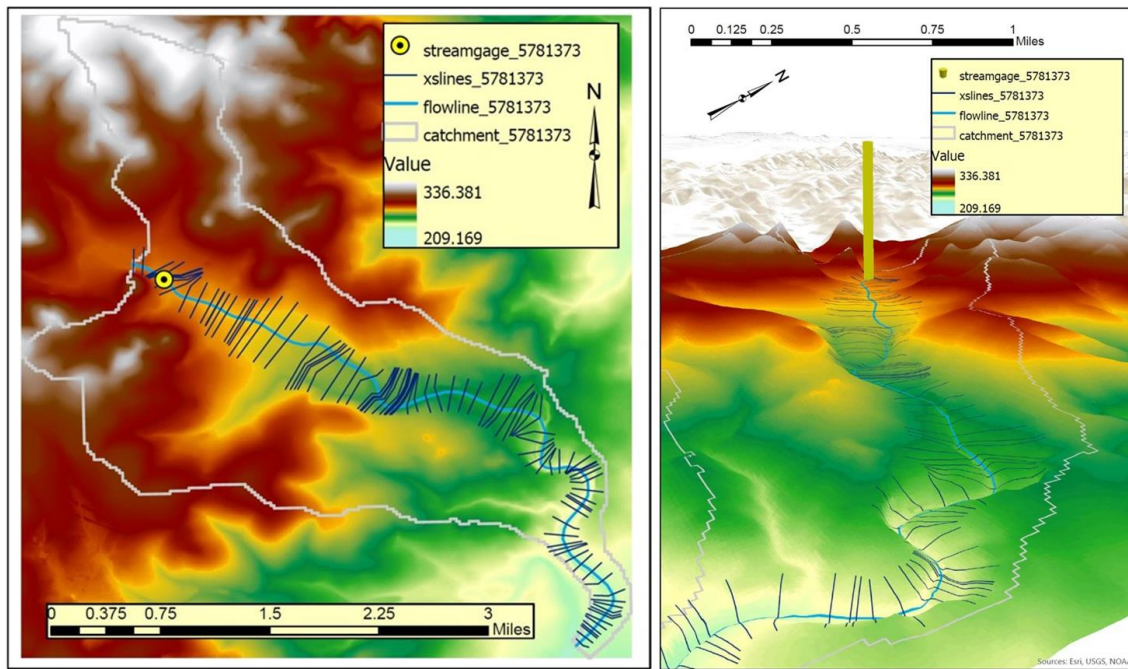 streamgage_5781373
xslines_5781373
flowline_5781373
catchment_5781373
Value
336.381
209.169
N
0 0.375 0.75 1.5 2.25 3
Miles
0 0.125 0.25 0.5 0.75 1
Miles
N
streamgage_5781373
xslines_5781373
flowline_5781373
catchment_5781373
Value
336.381
209.169
Sources: Esri, USGS, NOAA